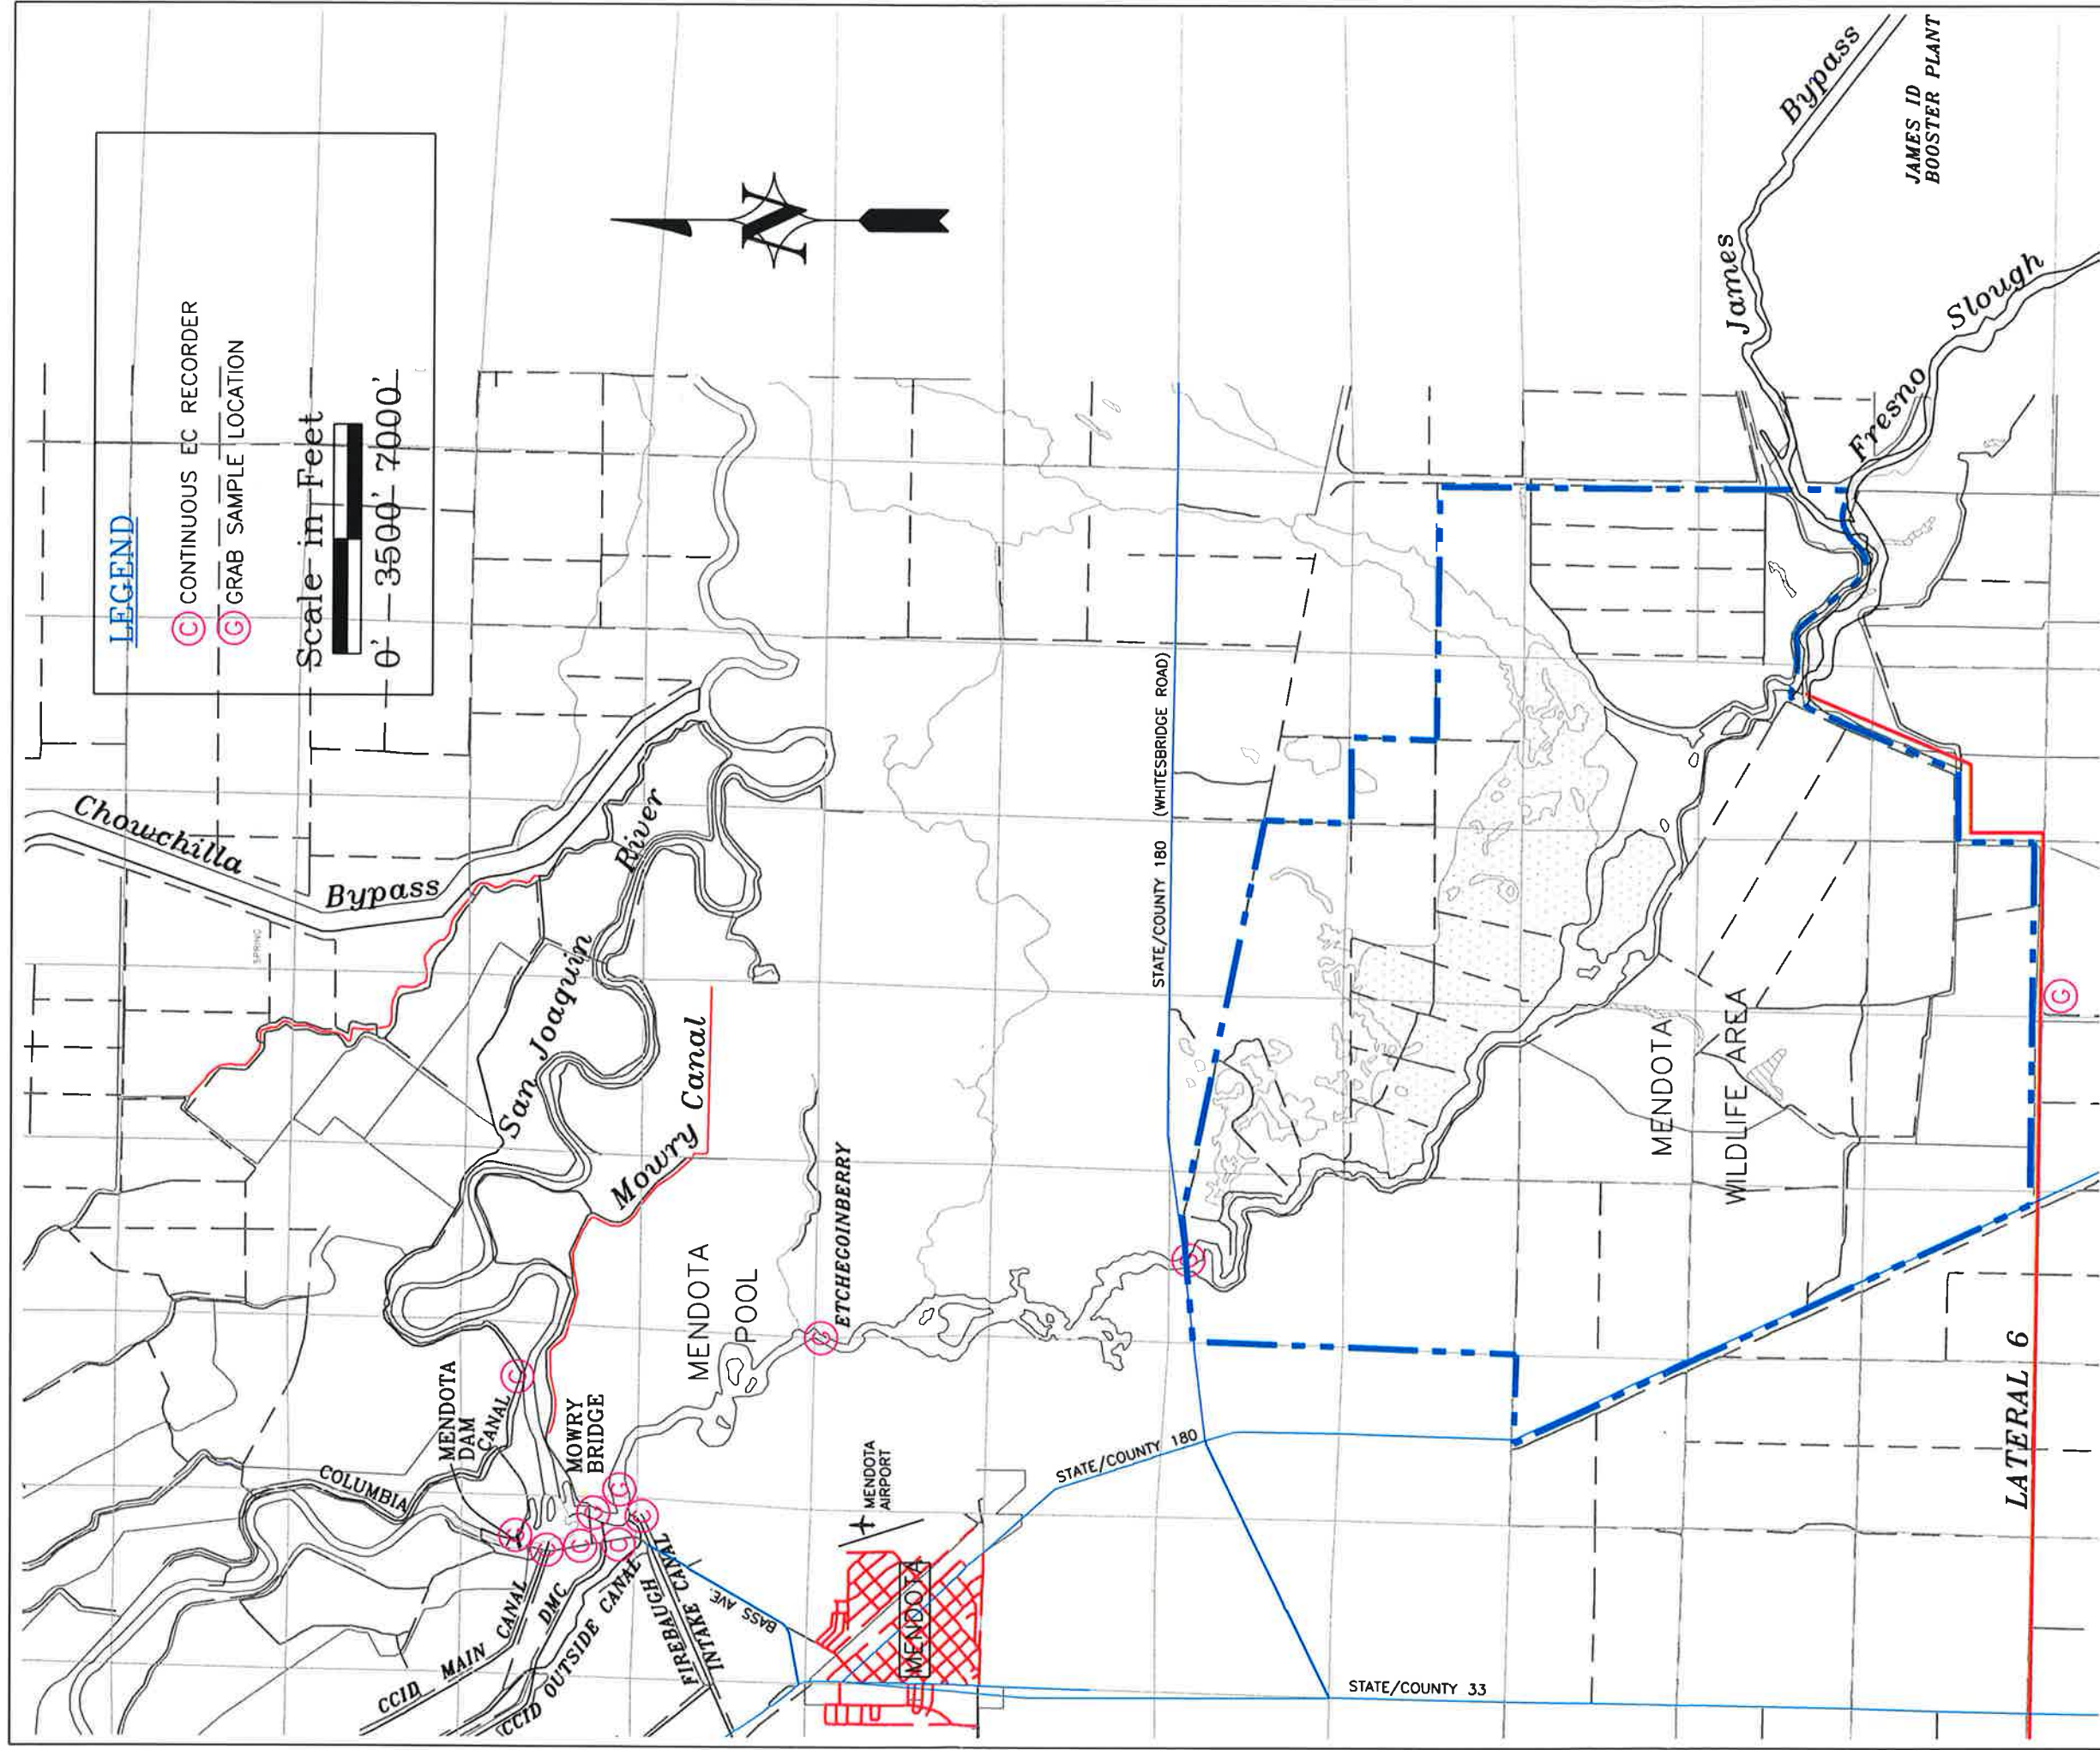 LEGEND
C CONTINUOUS EC RECORDER
G GRAB SAMPLE LOCATION
Scale in Feet
0' 3500' 7000'
N
Chowchilla
Bypass
SPRING
San Joaquin
River
Mowry Canal
COLUMBIA
CANAL
MENDOTA
DAM
C
MOWRY
BRIDGE
G
C
CCID MAIN CANAL
DMC
CCID OUTSIDE CANAL
FIREBAUGH
INTAKE CANAL
BASS AVE.
MENDOTA
POOL
ETCHEGOINBERRY
MENDOTA
AIRPORT
MENDOTA
STATE/COUNTY 180
STATE/COUNTY 180 (WHITESBRIDGE ROAD)
STATE/COUNTY 33
MENDOTA
WILDLIFE AREA
James
Bypass
JAMES ID
BOOSTER PLANT
Fresno
Slough
G
LATERAL 6